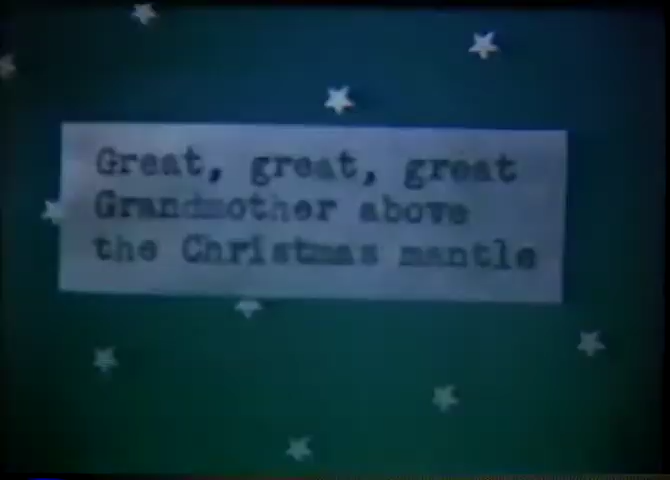 Great, great, great
Grandmother above
the Christmas mantle